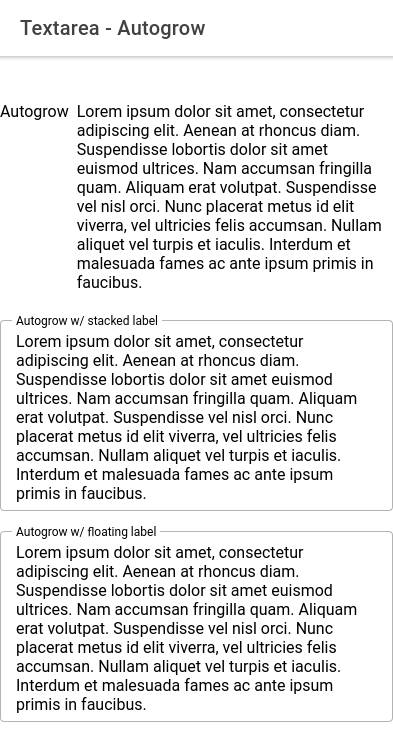 Textarea - Autogrow
Autogrow Lorem ipsum dolor sit amet, consectetur
adipiscing elit. Aenean at rhoncus diam.
Suspendisse lobortis dolor sit amet
euismod ultrices. Nam accumsan fringilla
quam. Aliquam erat volutpat. Suspendisse
vel nisl orci. Nunc placerat metus id elit
viverra, vel ultricies felis accumsan. Nullam
aliquet vel turpis et iaculis. Interdum et
malesuada fames ac ante ipsum primis in
faucibus.
Autogrow w/ stacked label
Lorem ipsum dolor sit amet, consectetur
adipiscing elit. Aenean at rhoncus diam.
Suspendisse lobortis dolor sit amet euismod
ultrices. Nam accumsan fringilla quam. Aliquam
erat volutpat. Suspendisse vel nisl orci. Nunc
placerat metus id elit viverra, vel ultricies felis
accumsan. Nullam aliquet vel turpis et iaculis.
Interdum et malesuada fames ac ante ipsum
primis in faucibus.
Autogrow w/ floating label
Lorem ipsum dolor sit amet, consectetur
adipiscing elit. Aenean at rhoncus diam.
Suspendisse lobortis dolor sit amet euismod
ultrices. Nam accumsan fringilla quam. Aliquam
erat volutpat. Suspendisse vel nisl orci. Nunc
placerat metus id elit viverra, vel ultricies felis
accumsan. Nullam aliquet vel turpis et iaculis.
Interdum et malesuada fames ac ante ipsum
primis in faucibus.